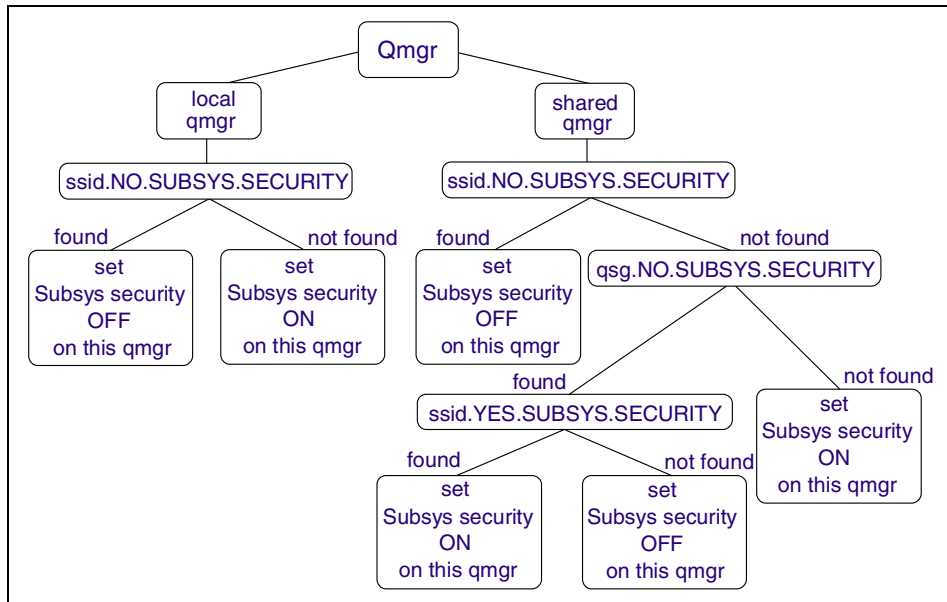 Qmgr
local
qmgr
shared
qmgr
ssid.NO.SUBSYS.SECURITY
ssid.NO.SUBSYS.SECURITY
found
not found
found
not found
set
Subsys security
OFF
on this qmgr
set
Subsys security
ON
on this qmgr
set
Subsys security
OFF
on this qmgr
qsg.NO.SUBSYS.SECURITY
found
not found
ssid.YES.SUBSYS.SECURITY
set
Subsys security
ON
on this qmgr
found
not found
set
Subsys security
ON
on this qmgr
set
Subsys security
OFF
on this qmgr